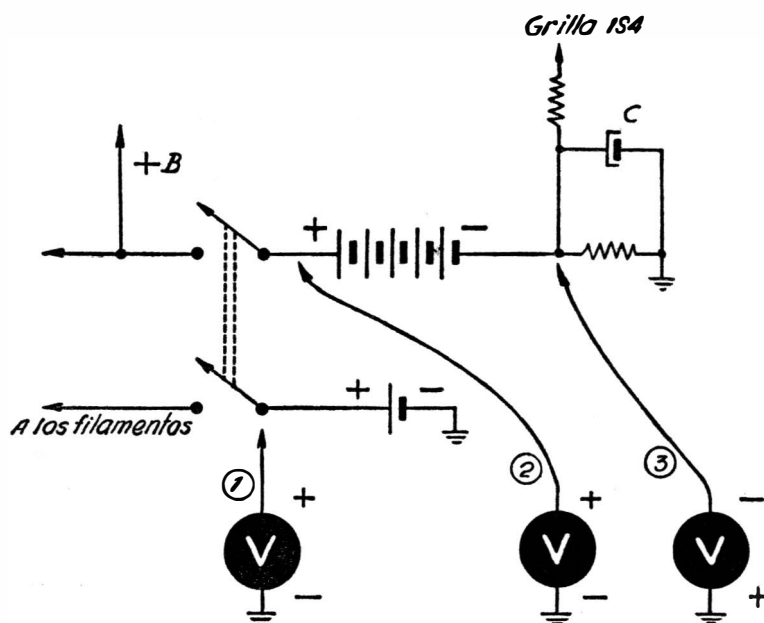 Grilla 1S4
C
+B
+ −
+ −
A los filamentos
1
2
3
+
+
−
V
V
V
−
−
+